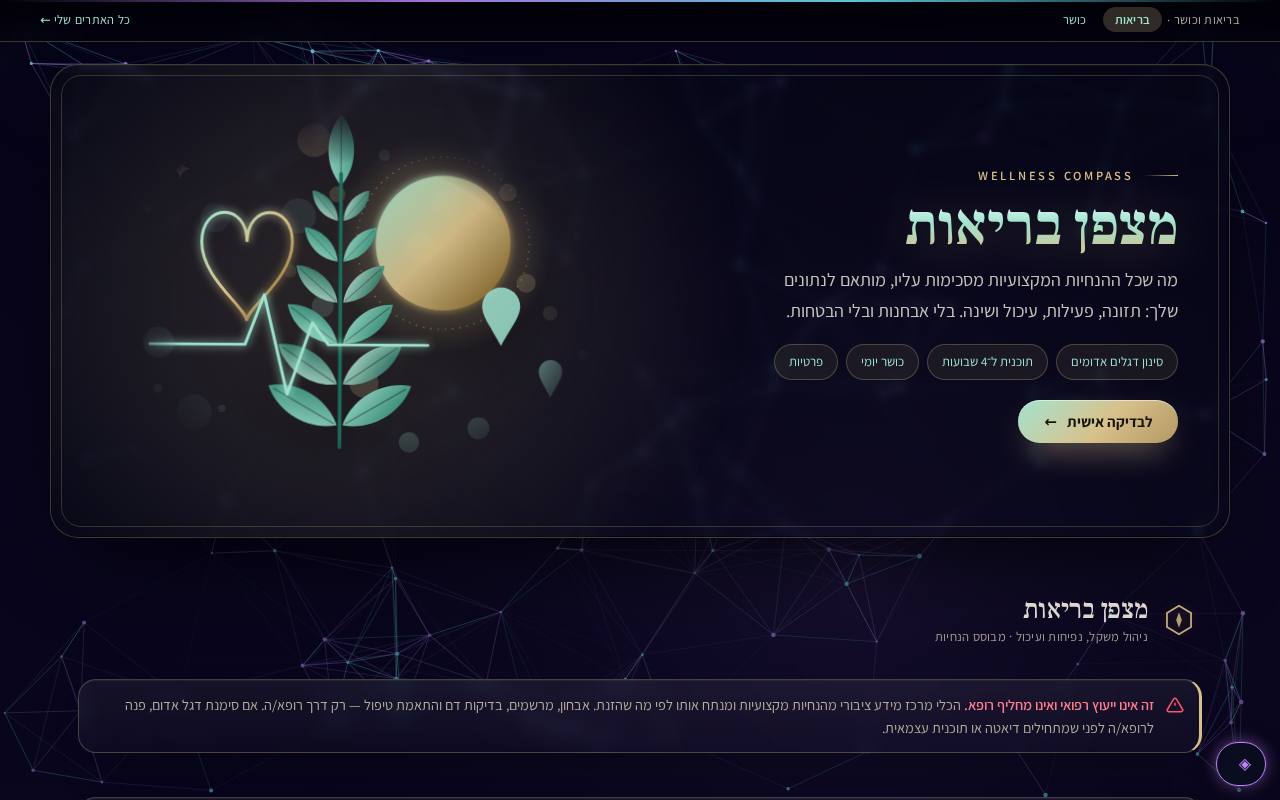 בריאות וכושר ·
בריאות
כושר
כל האתרים שלי ←
WELLNESS COMPASS
מצפן בריאות
מה שכל ההנחיות המקצועיות מסכימות עליו, מותאם לנתונים
שלך: תזונה, פעילות, עיכול ושינה. בלי אבחנות ובלי הבטחות.
סינון דגלים אדומים
תוכנית ל־4 שבועות
כושר יומי
פרטיות
לבדיקה אישית ←
מצפן בריאות
ניהול משקל, נפיחות ועיכול · מבוסס הנחיות
זה אינו ייעוץ רפואי ואינו מחליף רופא. הכלי מרכז מידע ציבורי מהנחיות מקצועיות ומנתח אותו לפי מה שהזנת. אבחון, מרשמים, בדיקות דם והתאמת טיפול — רק דרך רופא/ה. אם סימנת דגל אדום, פנה
לרופא/ה לפני שמתחילים דיאטה או תוכנית עצמאית.